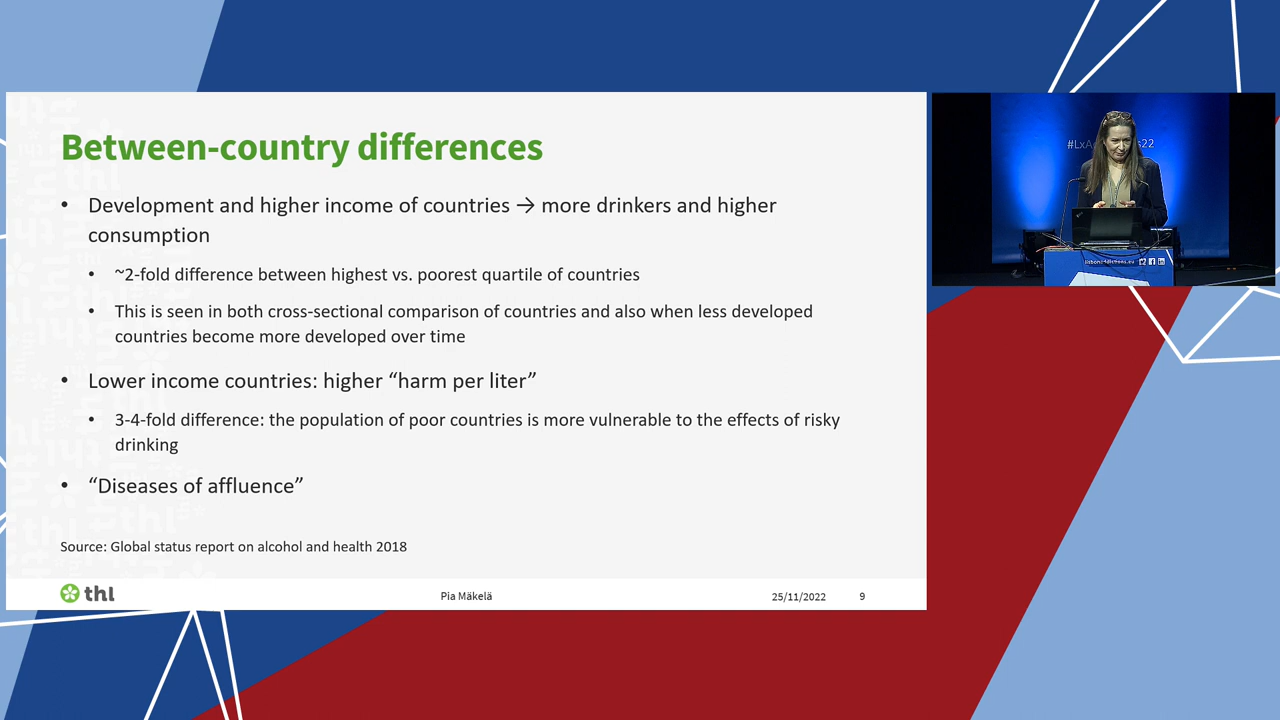 Between-country differences
• Development and higher income of countries → more drinkers and higher
consumption
• ~2-fold difference between highest vs. poorest quartile of countries
• This is seen in both cross-sectional comparison of countries and also when less developed
countries become more developed over time
• Lower income countries: higher “harm per liter”
• 3-4-fold difference: the population of poor countries is more vulnerable to the effects of risky
drinking
• “Diseases of affluence”
Source: Global status report on alcohol and health 2018
thl
Pia Mäkelä
25/11/2022
9
lisbonaddictions.eu